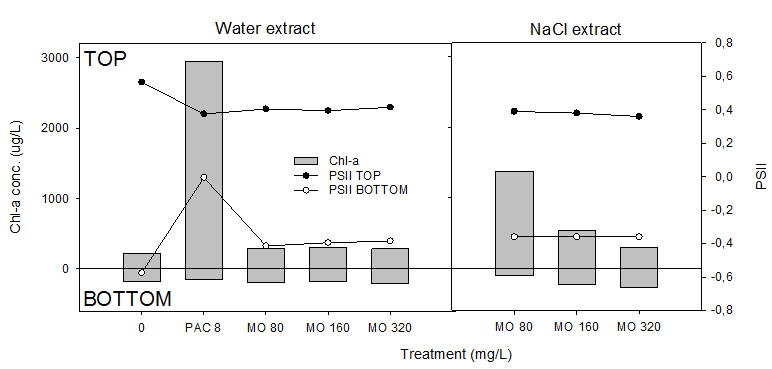 Water extract
NaCl extract
TOP
3000
2000
1000
0
Chl-a conc. (ug/L)
Chl-a
PSII TOP
PSII BOTTOM
BOTTOM
0,8
0,6
0,4
0,2
0,0
-0,2
-0,4
-0,6
-0,8
PSII
0 PAC 8 MO 80 MO 160 MO 320 MO 80 MO 160 MO 320
Treatment (mg/L)